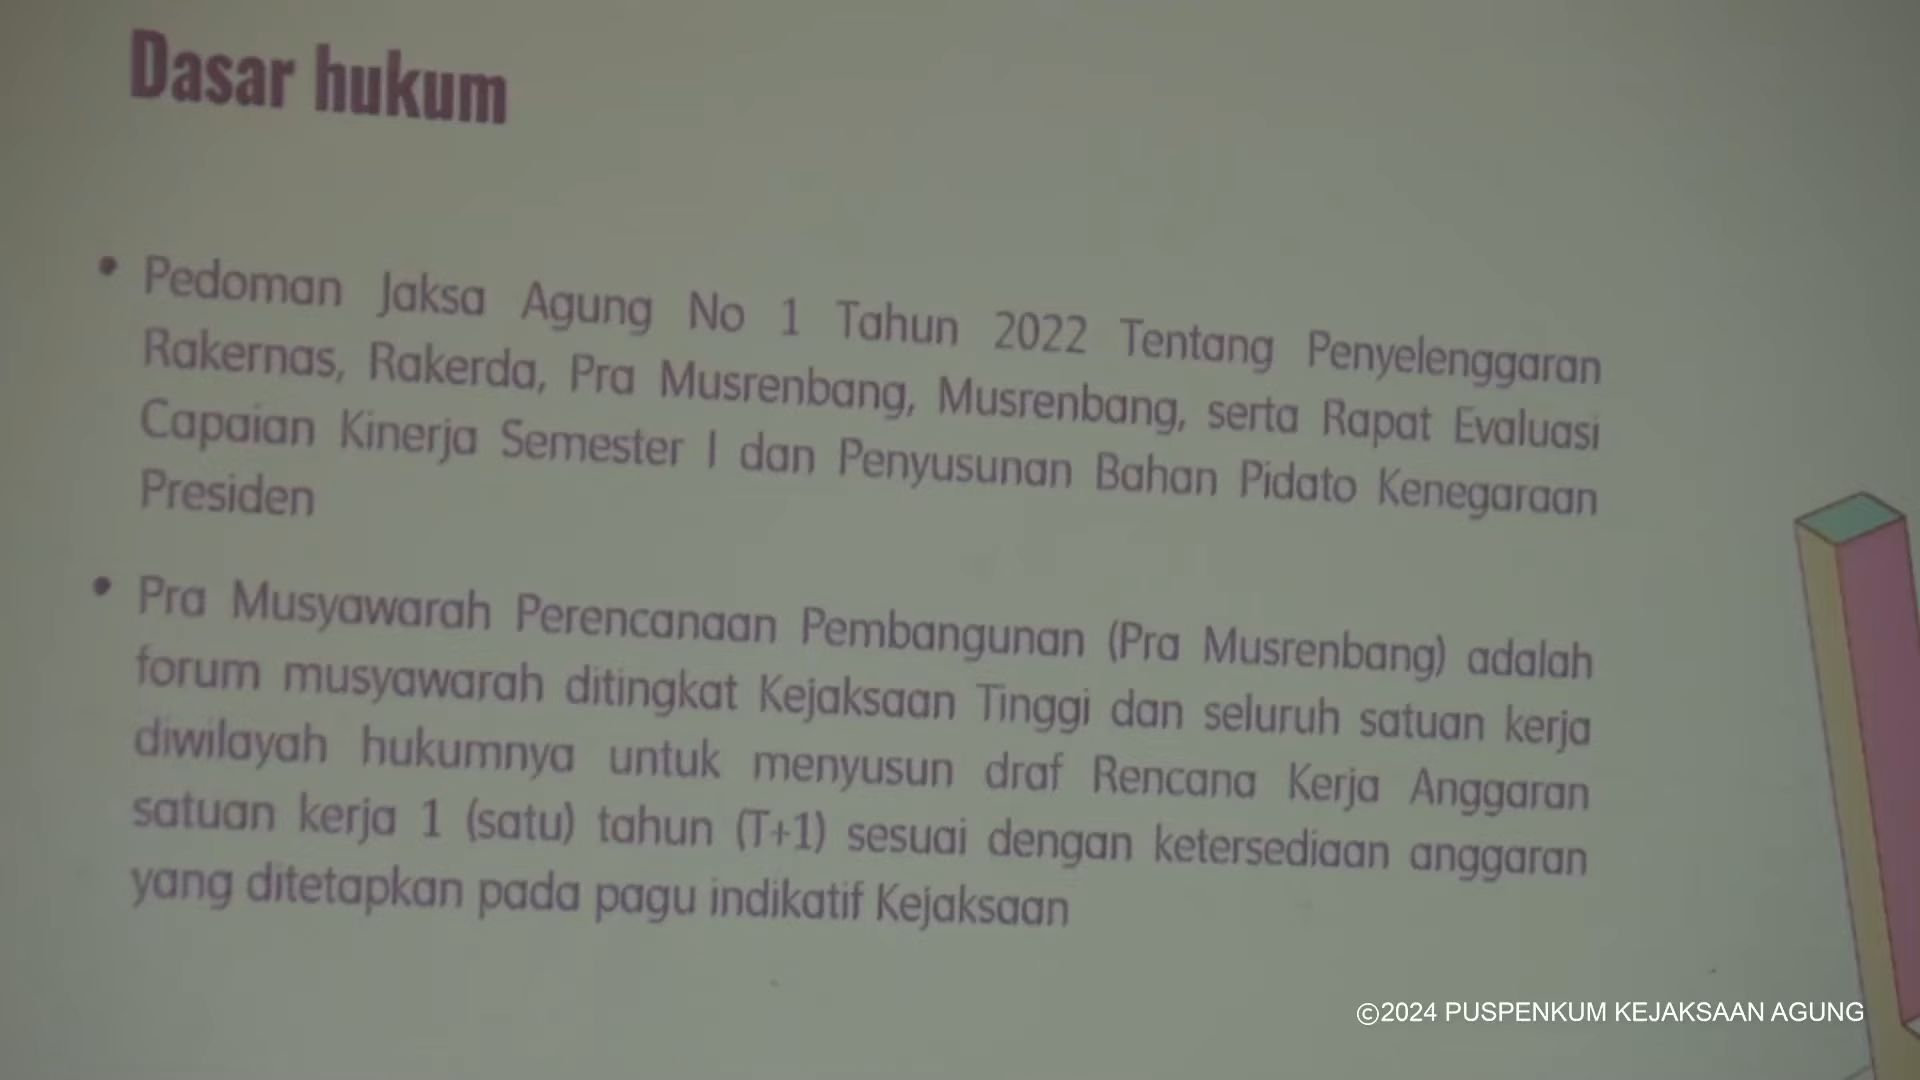 Dasar hukum
• Pedoman Jaksa Agung No 1 Tahun 2022 Tentang Penyelenggaran
Rakernas, Rakerda, Pra Musrenbang, Musrenbang, serta Rapat Evaluasi
Capaian Kinerja Semester I dan Penyusunan Bahan Pidato Kenegaraan
Presiden
• Pra Musyawarah Perencanaan Pembangunan (Pra Musrenbang) adalah
forum musyawarah ditingkat Kejaksaan Tinggi dan seluruh satuan kerja
diwilayah hukumnya untuk menyusun draf Rencana Kerja Anggaran
satuan kerja 1 (satu) tahun (T+1) sesuai dengan ketersediaan anggaran
yang ditetapkan pada pagu indikatif Kejaksaan
©2024 PUSPENKUM KEJAKSAAN AGUNG